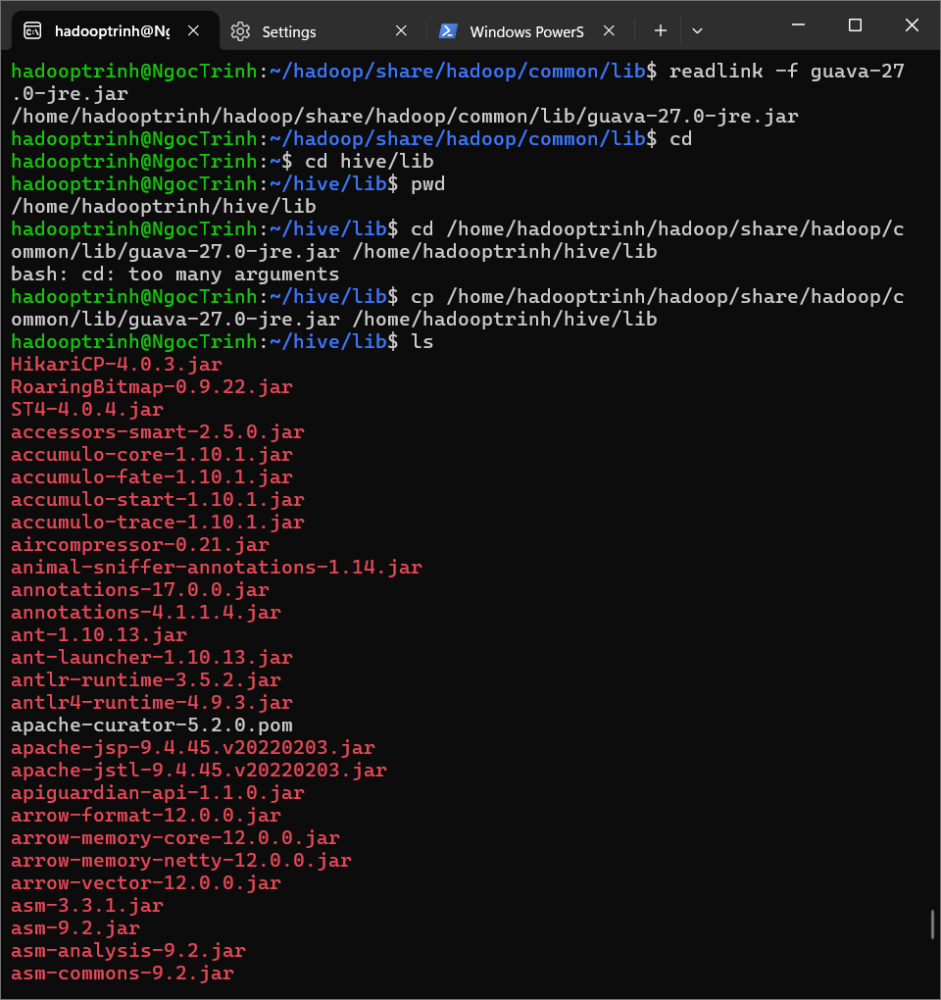 hadooptrinh@Ng
Settings
Windows PowerS
hadooptrinh@NgocTrinh:~/hadoop/share/hadoop/common/lib$ readlink -f guava-27
.0-jre.jar
/home/hadooptrinh/hadoop/share/hadoop/common/lib/guava-27.0-jre.jar
hadooptrinh@NgocTrinh:~/hadoop/share/hadoop/common/lib$ cd
hadooptrinh@NgocTrinh:~$ cd hive/lib
hadooptrinh@NgocTrinh:~/hive/lib$ pwd
/home/hadooptrinh/hive/lib
hadooptrinh@NgocTrinh:~/hive/lib$ cd /home/hadooptrinh/hadoop/share/hadoop/c
ommon/lib/guava-27.0-jre.jar /home/hadooptrinh/hive/lib
bash: cd: too many arguments
hadooptrinh@NgocTrinh:~/hive/lib$ cp /home/hadooptrinh/hadoop/share/hadoop/c
ommon/lib/guava-27.0-jre.jar /home/hadooptrinh/hive/lib
hadooptrinh@NgocTrinh:~/hive/lib$ ls
HikariCP-4.0.3.jar
RoaringBitmap-0.9.22.jar
ST4-4.0.4.jar
accessors-smart-2.5.0.jar
accumulo-core-1.10.1.jar
accumulo-fate-1.10.1.jar
accumulo-start-1.10.1.jar
accumulo-trace-1.10.1.jar
aircompressor-0.21.jar
animal-sniffer-annotations-1.14.jar
annotations-17.0.0.jar
annotations-4.1.1.4.jar
ant-1.10.13.jar
ant-launcher-1.10.13.jar
antlr-runtime-3.5.2.jar
antlr4-runtime-4.9.3.jar
apache-curator-5.2.0.pom
apache-jsp-9.4.45.v20220203.jar
apache-jstl-9.4.45.v20220203.jar
apiguardian-api-1.1.0.jar
arrow-format-12.0.0.jar
arrow-memory-core-12.0.0.jar
arrow-memory-netty-12.0.0.jar
arrow-vector-12.0.0.jar
asm-3.3.1.jar
asm-9.2.jar
asm-analysis-9.2.jar
asm-commons-9.2.jar